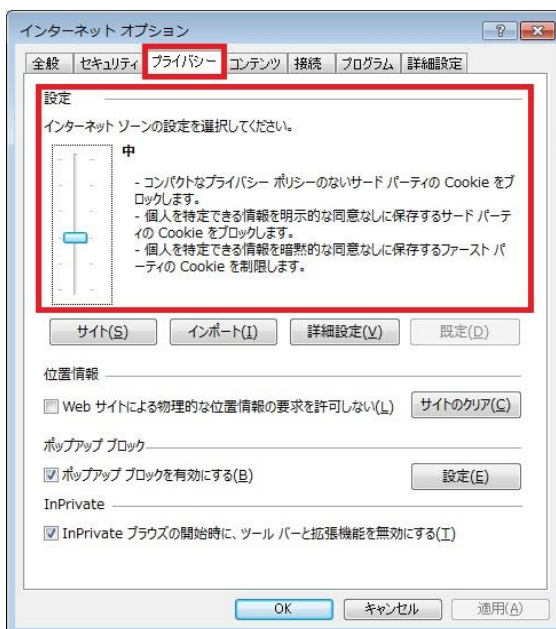 インターネット オプション
全般 セキュリティ プライバシー コンテンツ 接続 プログラム 詳細設定
設定
インターネット ゾーンの設定を選択してください。
中
- コンパクトなプライバシー ポリシーのないサード パーティの Cookie をブ
ロックします。
- 個人を特定できる情報を明示的な同意なしに保存するサード パーテ
ィの Cookie をブロックします。
- 個人を特定できる情報を暗黙的な同意なしに保存するファースト パ
ーティの Cookie を制限します。
サイト(S) インポート(I) 詳細設定(V) 既定(D)
位置情報
Web サイトによる物理的な位置情報の要求を許可しない(L) サイトのクリア(C)
ポップアップ ブロック
ポップアップ ブロックを有効にする(B) 設定(E)
InPrivate
InPrivate ブラウズの開始時に、ツール バーと拡張機能を無効にする(T)
OK キャンセル 適用(A)